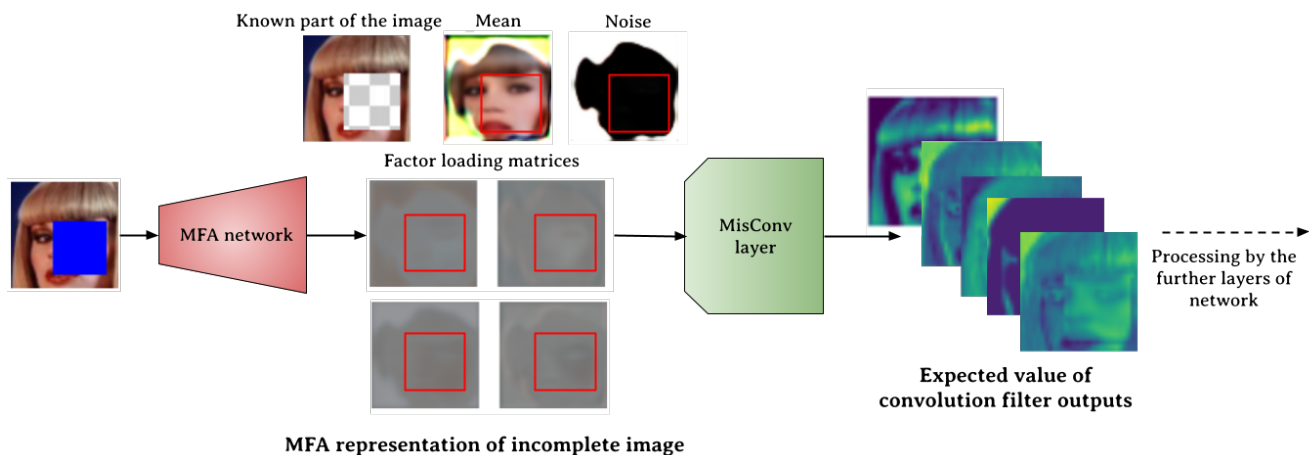 Known part of the image
Mean
Noise
Factor loading matrices
MFA network
MisConv
layer
Processing by the
further layers of
network
Expected value of
convolution filter outputs
MFA representation of incomplete image